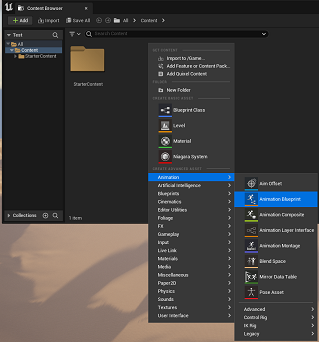 Content Browser
Add
Import
Save All
All
Content
Test
Search Content
All
Content
StarterContent
StarterContent
Collections
1 item
GET CONTENT
Import to /Game...
Add Feature or Content Pack...
Add Quixel Content
FOLDER
New Folder
CREATE BASIC ASSET
Blueprint Class
Level
Material
Niagara System
CREATE ADVANCED ASSET
Animation
Artificial Intelligence
Blueprints
Cinematics
Editor Utilities
Foliage
FX
Gameplay
Input
Live Link
Materials
Media
Miscellaneous
Paper2D
Physics
Sounds
Textures
User Interface
Aim Offset
Animation Blueprint
Animation Composite
Animation Layer Interface
Animation Montage
Blend Space
Mirror Data Table
Pose Asset
Advanced
Control Rig
IK Rig
Legacy